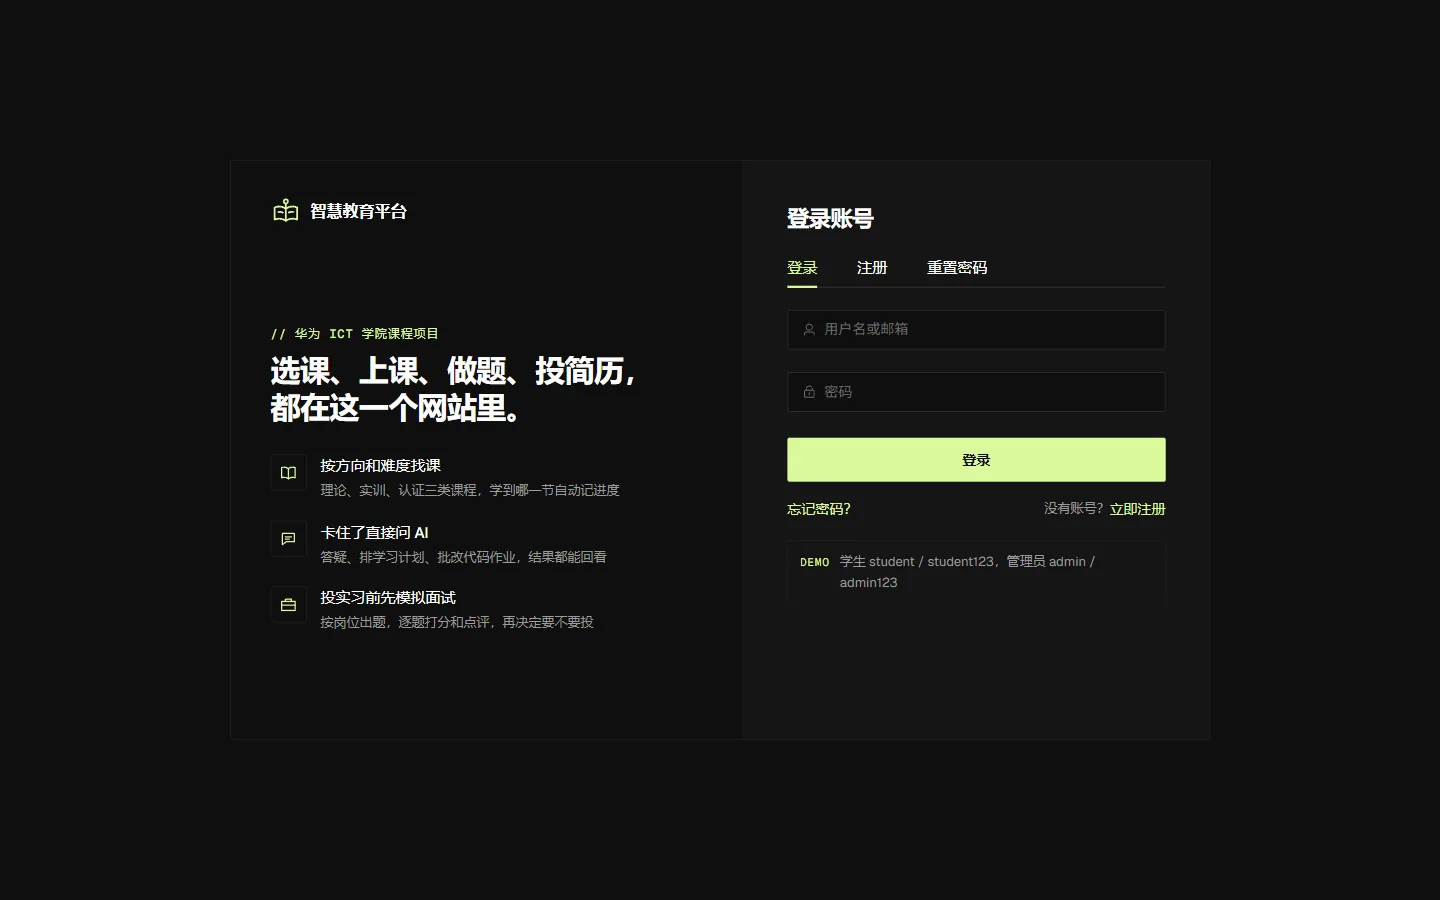 智慧教育平台
// 华为 ICT 学院课程项目
选课、上课、做题、投简历，
都在这一个网站里。
按方向和难度找课
理论、实训、认证三类课程，学到哪一节自动记进度
卡住了直接问 AI
答疑、排学习计划、批改代码作业，结果都能回看
投实习前先模拟面试
按岗位出题，逐题打分和点评，再决定要不要投
登录账号
登录 注册 重置密码
用户名或邮箱
密码
登录
忘记密码？ 没有账号？ 立即注册
DEMO 学生 student / student123，管理员 admin /
admin123